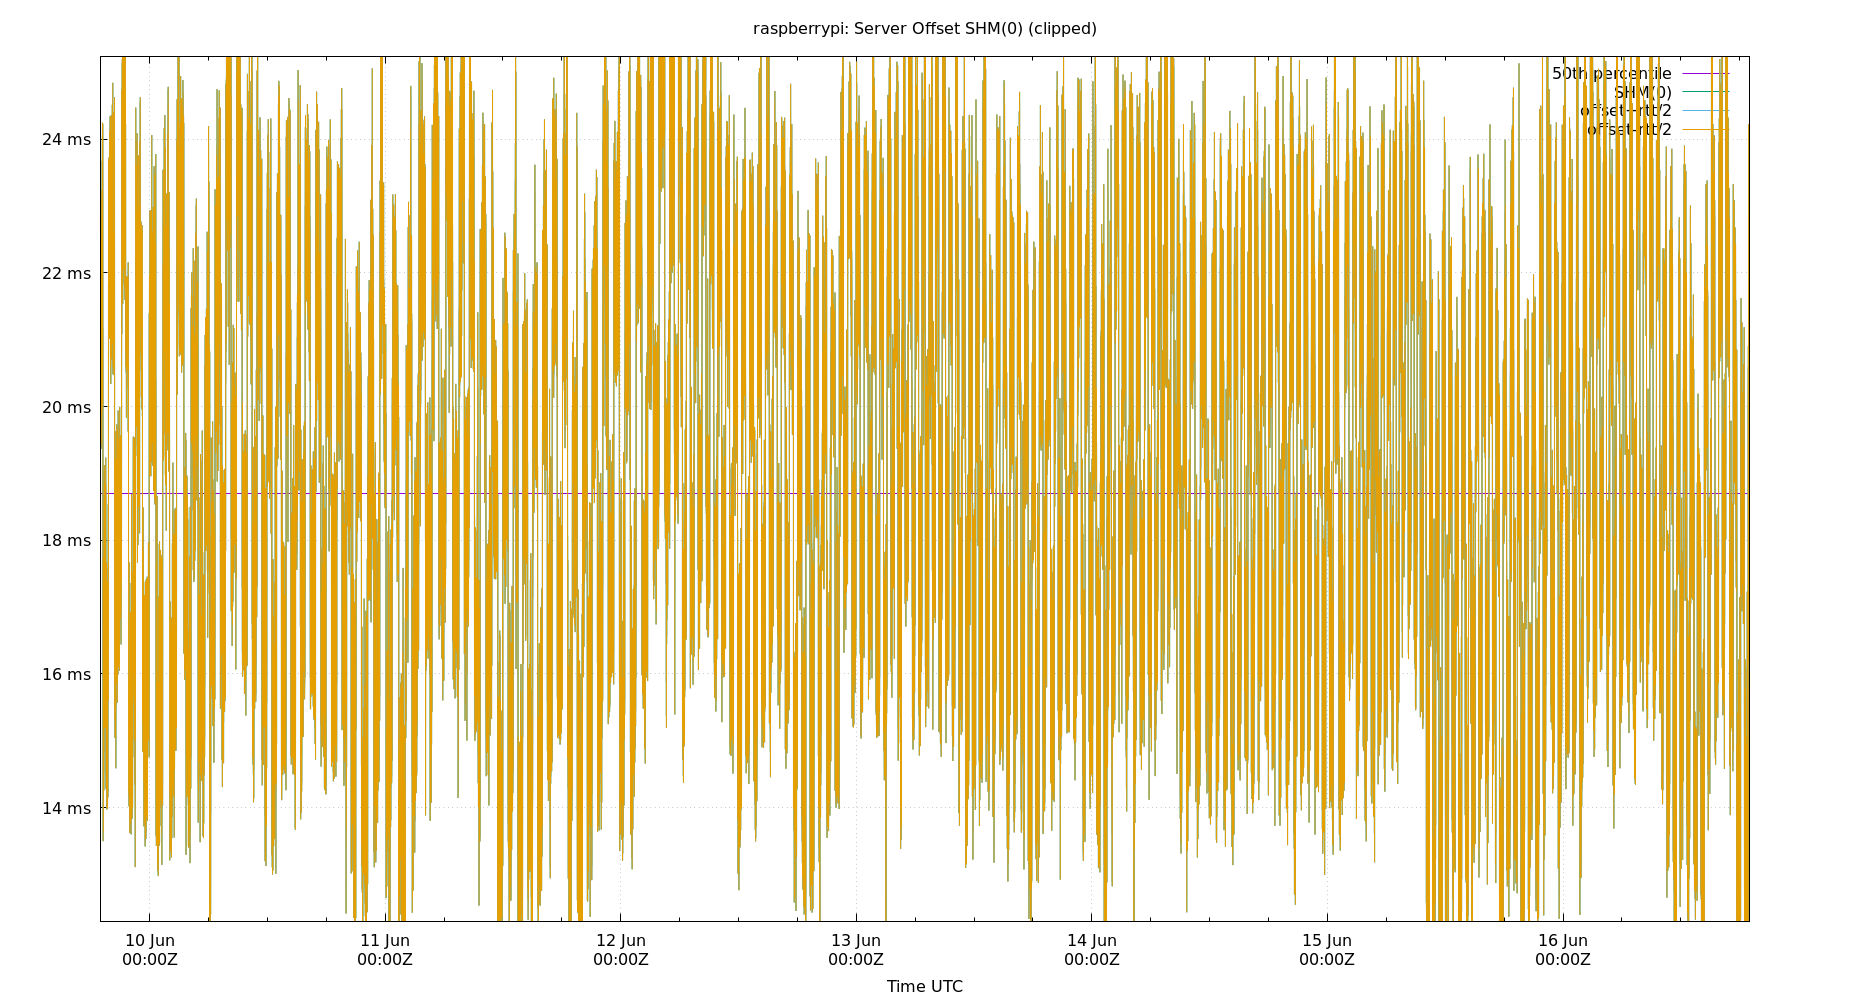 raspberrypi: Server Offset SHM(0) (clipped)
50th percentile
SHM(0)
offset+rtt/2
offset-rtt/2
24 ms
22 ms
20 ms
18 ms
16 ms
14 ms
10 Jun 11 Jun 12 Jun 13 Jun 14 Jun 15 Jun 16 Jun
00:00Z 00:00Z 00:00Z 00:00Z 00:00Z 00:00Z 00:00Z
Time UTC